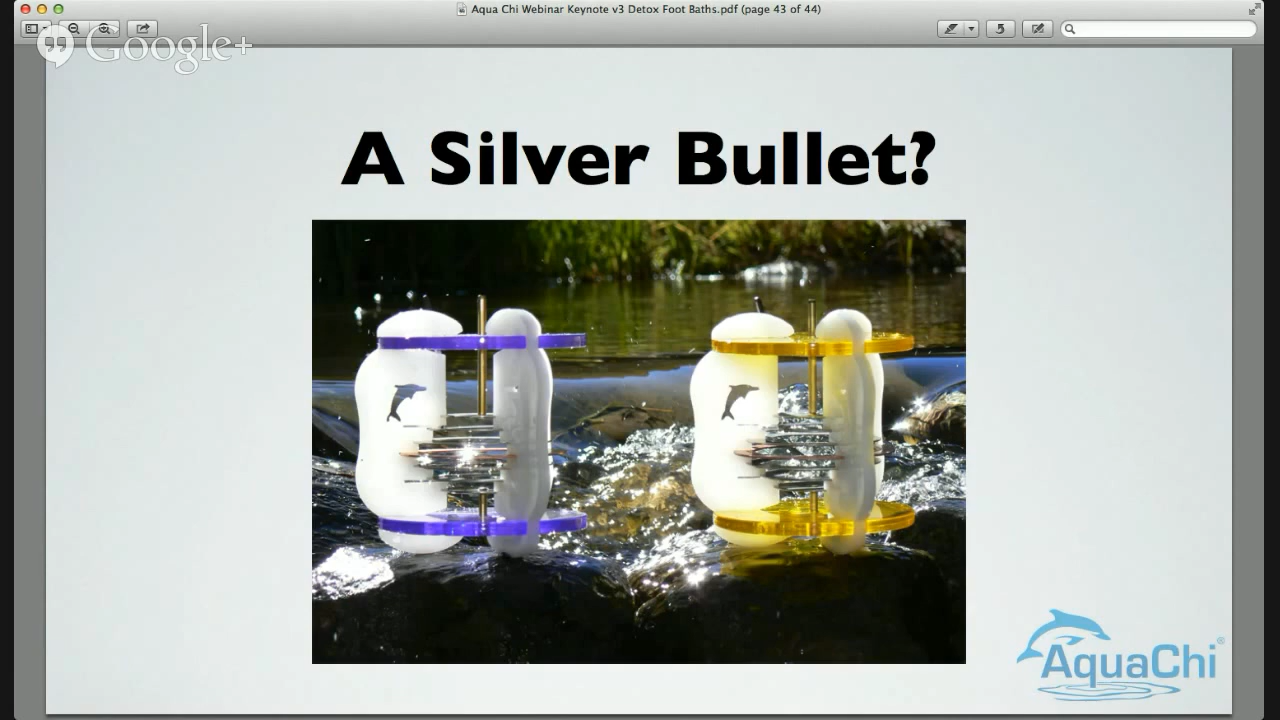 Aqua Chi Webinar Keynote v3 Detox Foot Baths.pdf (page 43 of 44)
Google+
A Silver Bullet?
AquaChi®